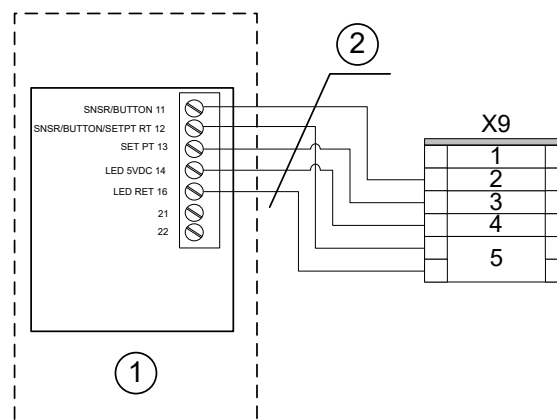 2
X9
SNSR/BUTTON 11
SNSR/BUTTON/SETPT RT 12
SET PT 13
LED 5VDC 14
LED RET 16
21
22
1
2
3
4
5
1